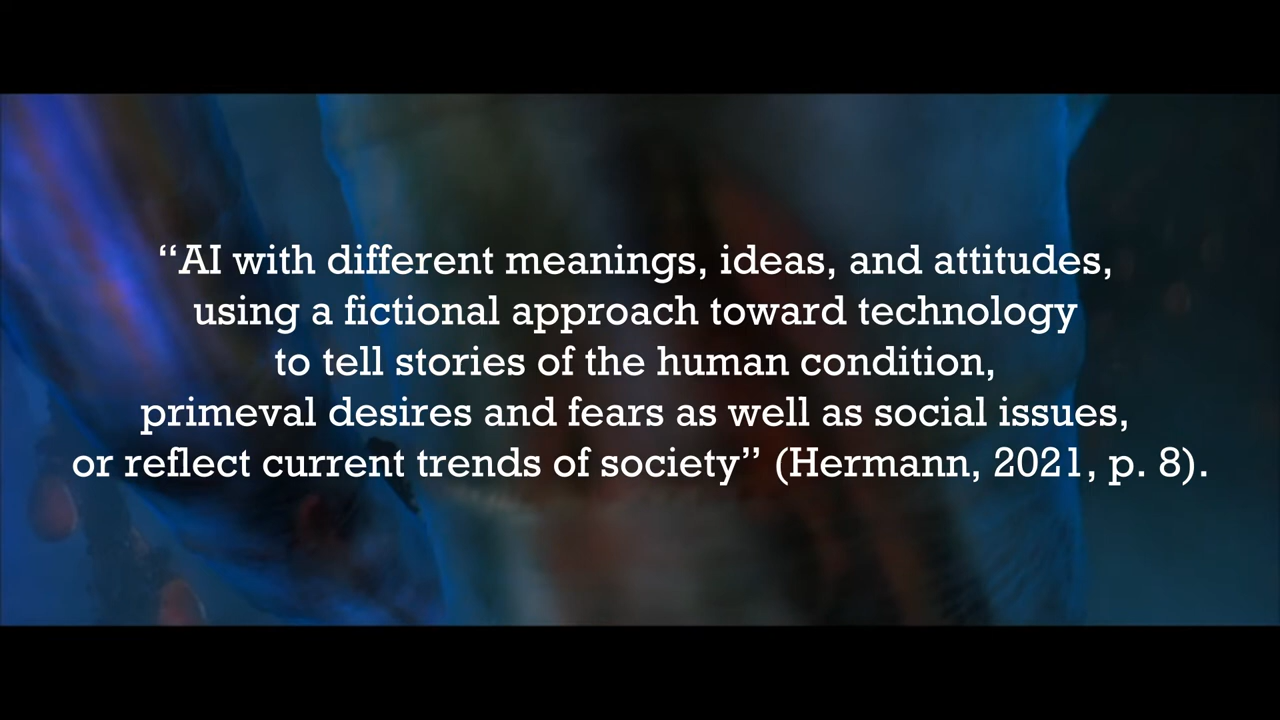 “AI with different meanings, ideas, and attitudes,
using a fictional approach toward technology
to tell stories of the human condition,
primeval desires and fears as well as social issues,
or reflect current trends of society” (Hermann, 2021, p. 8).